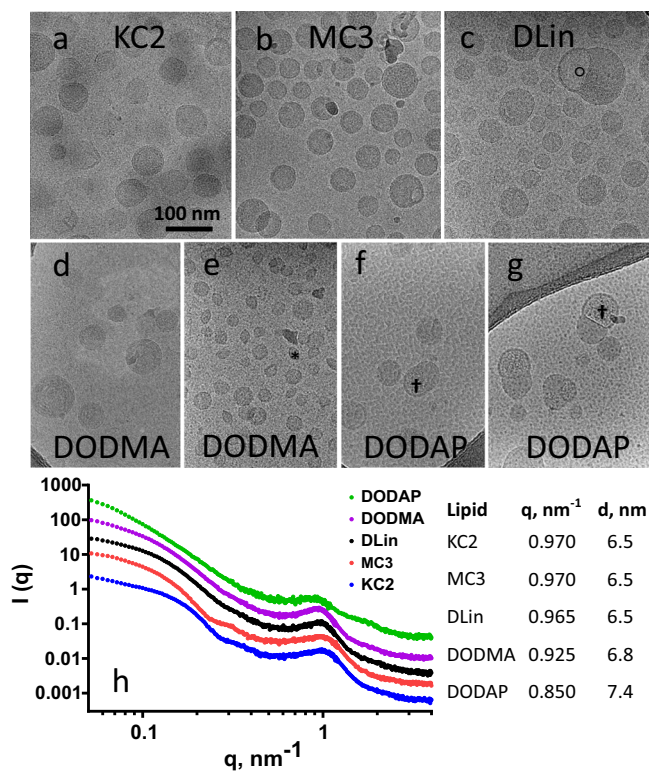 a KC2
b MC3
c DLin
100 nm
d DODMA
e DODMA
*
f DODAP
†
g DODAP
†
1000
100
10
1
0.1
0.01
0.001
I (q)
DODAP
DODMA
DLin
MC3
KC2
h
0.1 1
q, nm-1
Lipid q, nm-1 d, nm
KC2 0.970 6.5
MC3 0.970 6.5
DLin 0.965 6.5
DODMA 0.925 6.8
DODAP 0.850 7.4